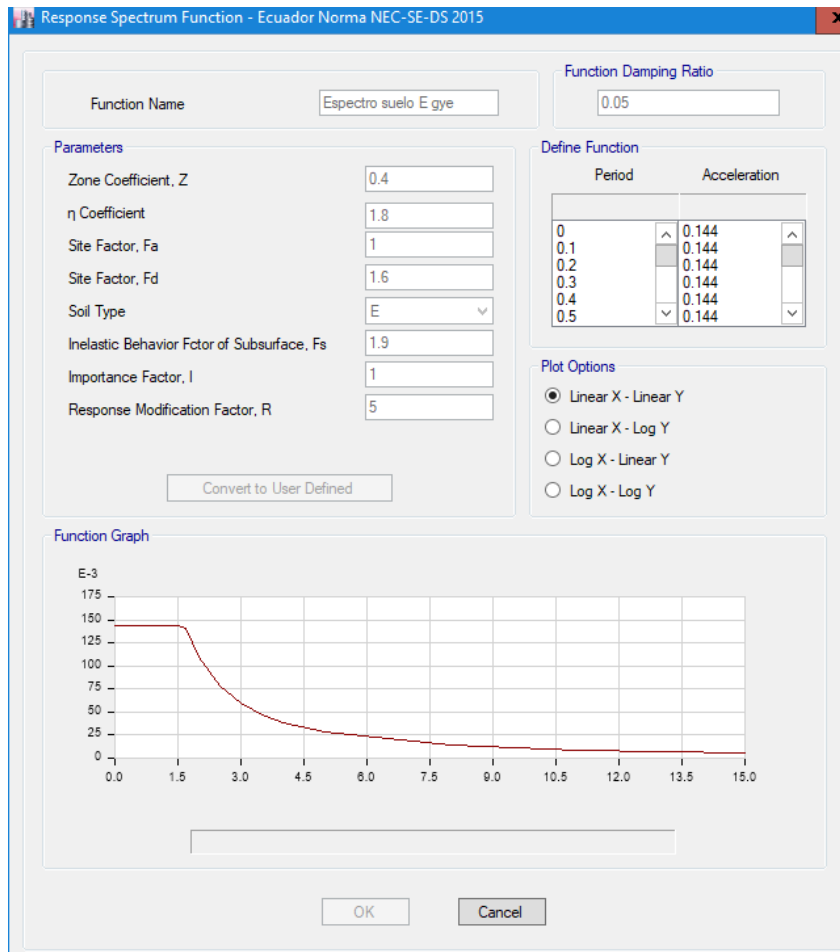 Response Spectrum Function - Ecuador Norma NEC-SE-DS 2015
Function Name
Espectro suelo E gye
Function Damping Ratio
0.05
Parameters
Zone Coefficient, Z
0.4
η Coefficient
1.8
Site Factor, Fa
1
Site Factor, Fd
1.6
Soil Type
E
Inelastic Behavior Fctor of Subsurface, Fs
1.9
Importance Factor, I
1
Response Modification Factor, R
5
Convert to User Defined
Define Function
Period Acceleration
0 0.144
0.1 0.144
0.2 0.144
0.3 0.144
0.4 0.144
0.5 0.144
Plot Options
Linear X - Linear Y
Linear X - Log Y
Log X - Linear Y
Log X - Log Y
Function Graph
E-3
175
150
125
100
75
50
25
0
0.0 1.5 3.0 4.5 6.0 7.5 9.0 10.5 12.0 13.5 15.0
OK Cancel